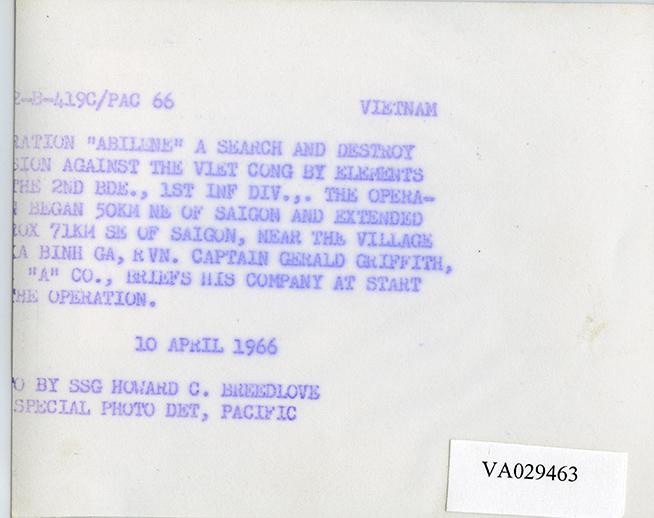 2-B-419C/PAC 66 VIETNAM
RATION "ABILENE" A SEARCH AND DESTROY
SION AGAINST THE VIET CONG BY ELEMENTS
THE 2ND BDE., 1ST INF DIV.,. THE OPERA-
N BEGAN 50KM NE OF SAIGON AND EXTENDED
ROX 71KM SE OF SAIGON, NEAR THE VILLAGE
XA BINH GA, RVN. CAPTAIN GERALD GRIFFITH,
"A" CO., BRIEFS HIS COMPANY AT START
HE OPERATION.
10 APRIL 1966
O BY SSG HOWARD C. BREEDLOVE
SPECIAL PHOTO DET, PACIFIC
VA029463